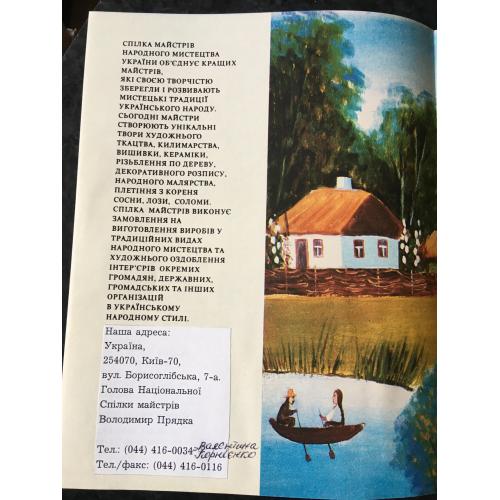 СПІЛКА МАЙСТРІВ
НАРОДНОГО МИСТЕЦТВА
УКРАЇНИ ОБ'ЄДНУЄ КРАЩИХ
МАЙСТРІВ,
ЯКІ СВОЄЮ ТВОРЧІСТЮ
ЗБЕРЕГЛИ І РОЗВИВАЮТЬ
МИСТЕЦЬКІ ТРАДИЦІЇ
УКРАЇНСЬКОГО НАРОДУ.
СЬОГОДНІ МАЙСТРИ
СТВОРЮЮТЬ УНІКАЛЬНІ
ТВОРИ ХУДОЖНЬОГО
ТКАЦТВА, КИЛИМАРСТВА,
ВИШИВКИ, КЕРАМІКИ,
РІЗЬБЛЕННЯ ПО ДЕРЕВУ,
ДЕКОРАТИВНОГО РОЗПИСУ,
НАРОДНОГО МАЛЯРСТВА,
ПЛЕТІННЯ З КОРЕНЯ
СОСНИ, ЛОЗИ, СОЛОМИ.
СПІЛКА МАЙСТРІВ ВИКОНУЄ
ЗАМОВЛЕННЯ НА
ВИГОТОВЛЕННЯ ВИРОБІВ У
ТРАДИЦІЙНИХ ВИДАХ
НАРОДНОГО МИСТЕЦТВА ТА
ХУДОЖНЬОГО ОЗДОБЛЕННЯ
ІНТЕР'ЄРІВ ОКРЕМИХ
ГРОМАДЯН, ДЕРЖАВНИХ,
ГРОМАДСЬКИХ ТА ІНШИХ
ОРГАНІЗАЦІЙ
В УКРАЇНСЬКОМУ
НАРОДНОМУ СТИЛІ.
Наша адреса:
Україна,
254070, Київ-70,
вул. Борисоглібська, 7-а.
Голова Національної
Спілки майстрів
Володимир Прядка
Тел.: (044) 416-0034 Валентина
Корнієнко
Тел./факс: (044) 416-0116